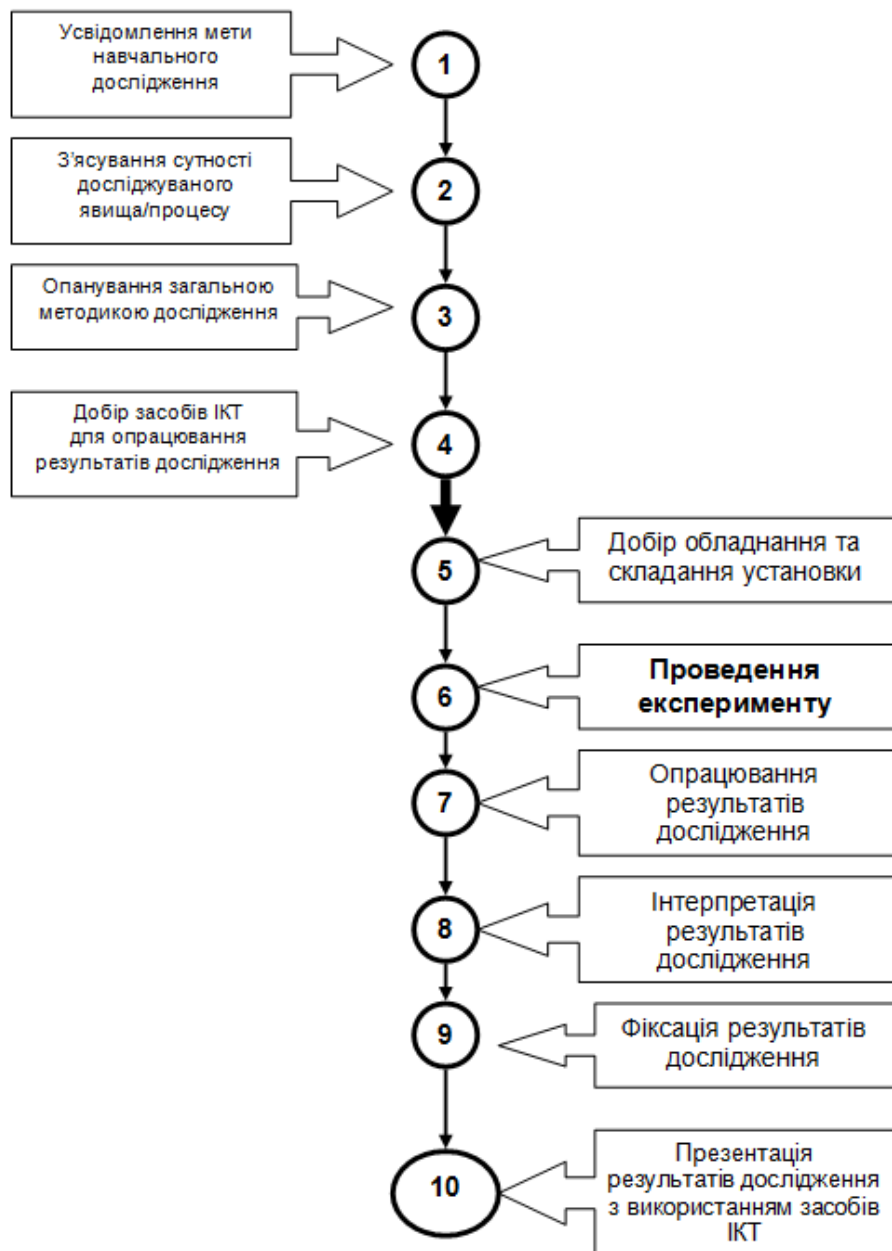 Усвідомлення мети
навчального
дослідження
1
З'ясування сутності
досліджуваного
явища/процесу
2
Опанування загальною
методикою дослідження
3
Добір засобів ІКТ
для опрацювання
результатів дослідження
4
Добір обладнання та
складання установки
5
Проведення
експерименту
6
Опрацювання
результатів
дослідження
7
Інтерпретація
результатів
дослідження
8
Фіксація результатів
дослідження
9
Презентація
результатів дослідження
з використанням засобів
ІКТ
10